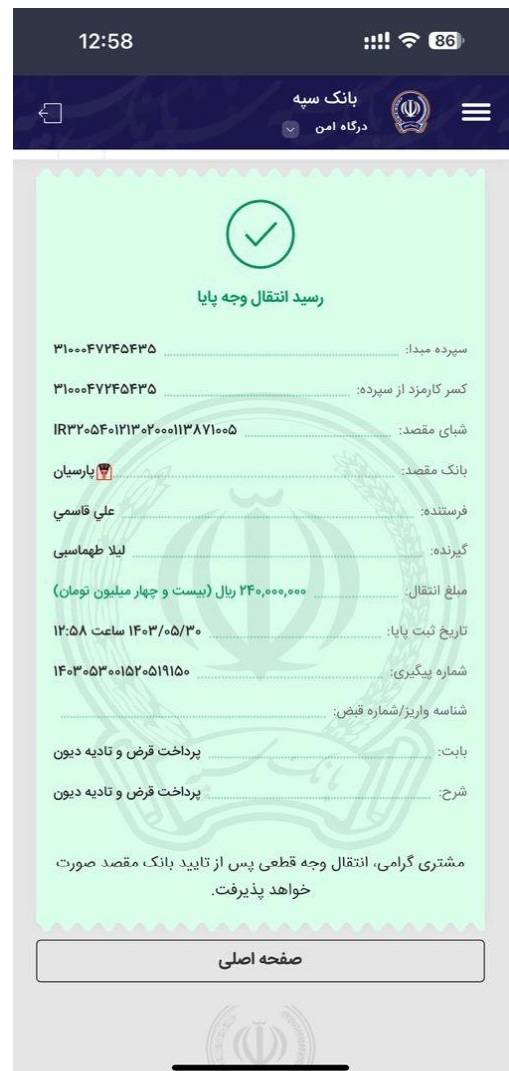 12:58
86
بانک سپه
درگاه امن
رسید انتقال وجه پایا
سپرده مبدا: ۳۱۰۰۰۴۷۲۴۵۴۳۵
کسر کارمزد از سپرده: ۳۱۰۰۰۴۷۲۴۵۴۳۵
شبای مقصد: IR۳۲۰۵۴۰۱۲۱۳۰۲۰۰۰۱۱۳۸۷۱۰۰۵
بانک مقصد: پارسیان
فرستنده: علي قاسمي
گیرنده: لیلا طهماسبی
مبلغ انتقال: ۲۴۰,۰۰۰,۰۰۰ ریال (بیست و چهار میلیون تومان)
تاریخ ثبت پایا: ۱۴۰۳/۰۵/۳۰ ساعت ۱۲:۵۸
شماره پیگیری: ۱۴۰۳۰۵۳۰۰۱۵۲۰۵۱۹۱۵۰
شناسه واریز/شماره قبض:
بابت: پرداخت قرض و تادیه دیون
شرح: پرداخت قرض و تادیه دیون
مشتری گرامی، انتقال وجه قطعی پس از تایید بانک مقصد صورت
خواهد پذیرفت.
صفحه اصلی